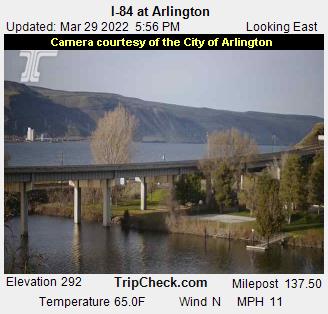 I-84 at Arlington
Updated: Mar 29 2022 5:56 PM Looking East
Camera courtesy of the City of Arlington
Elevation 292 TripCheck.com Milepost 137.50
Temperature 65.0F Wind N MPH 11